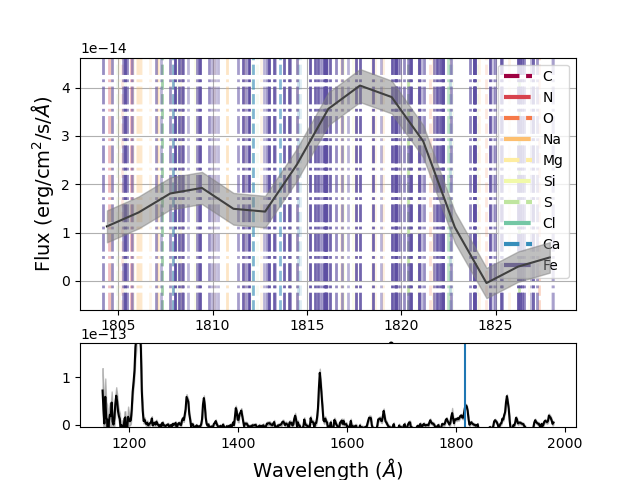 1e−14
4
3
2
1
0
Flux (erg/cm²/s/Å)
C
N
O
Na
Mg
Si
S
Cl
Ca
Fe
1805 1810 1815 1820 1825
1e−13
1
0
1200 1400 1600 1800 2000
Wavelength (Å)